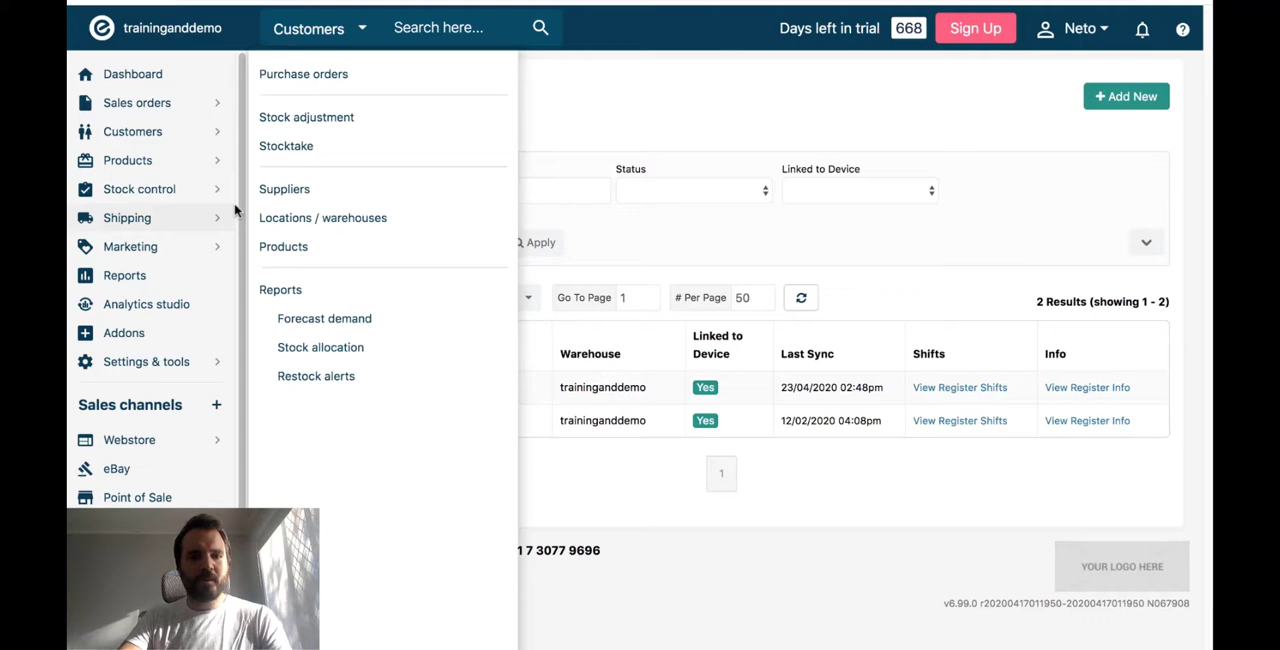 traininganddemo
Customers
Search here...
Days left in trial 668
Sign Up
Neto
Dashboard
Sales orders
Customers
Products
Stock control
Shipping
Marketing
Reports
Analytics studio
Addons
Settings & tools
Sales channels +
Webstore
eBay
Point of Sale
Purchase orders
Stock adjustment
Stocktake
Suppliers
Locations / warehouses
Products
Reports
Forecast demand
Stock allocation
Restock alerts
+ Add New
Status
Linked to Device
Apply
Go To Page 1
# Per Page 50
2 Results (showing 1 - 2)
Warehouse Linked to Device Last Sync Shifts Info
traininganddemo Yes 23/04/2020 02:48pm View Register Shifts View Register Info
traininganddemo Yes 12/02/2020 04:08pm View Register Shifts View Register Info
1
1 7 3077 9696
YOUR LOGO HERE
v6.99.0 r20200417011950-20200417011950 N067908